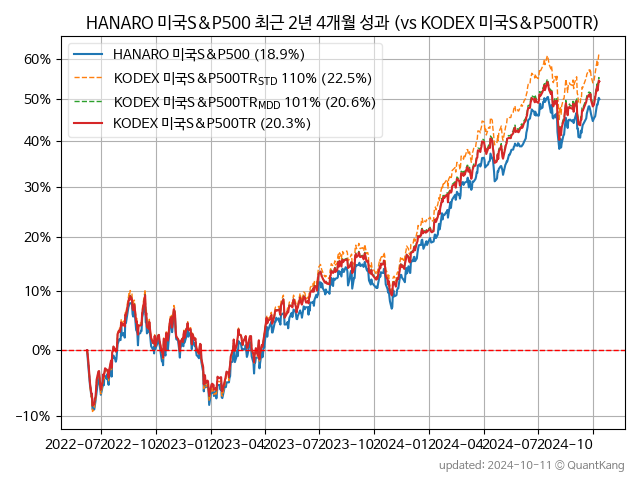 HANARO 미국S&P500 최근 2년 4개월 성과 (vs KODEX 미국S&P500TR)
HANARO 미국S&P500 (18.9%)
KODEX 미국S&P500TR_STD 110% (22.5%)
KODEX 미국S&P500TR_MDD 101% (20.6%)
KODEX 미국S&P500TR (20.3%)
60%
50%
40%
30%
20%
10%
0%
−10%
2022-07 2022-10 2023-01 2023-04 2023-07 2023-10 2024-01 2024-04 2024-07 2024-10
updated: 2024-10-11 © QuantKang